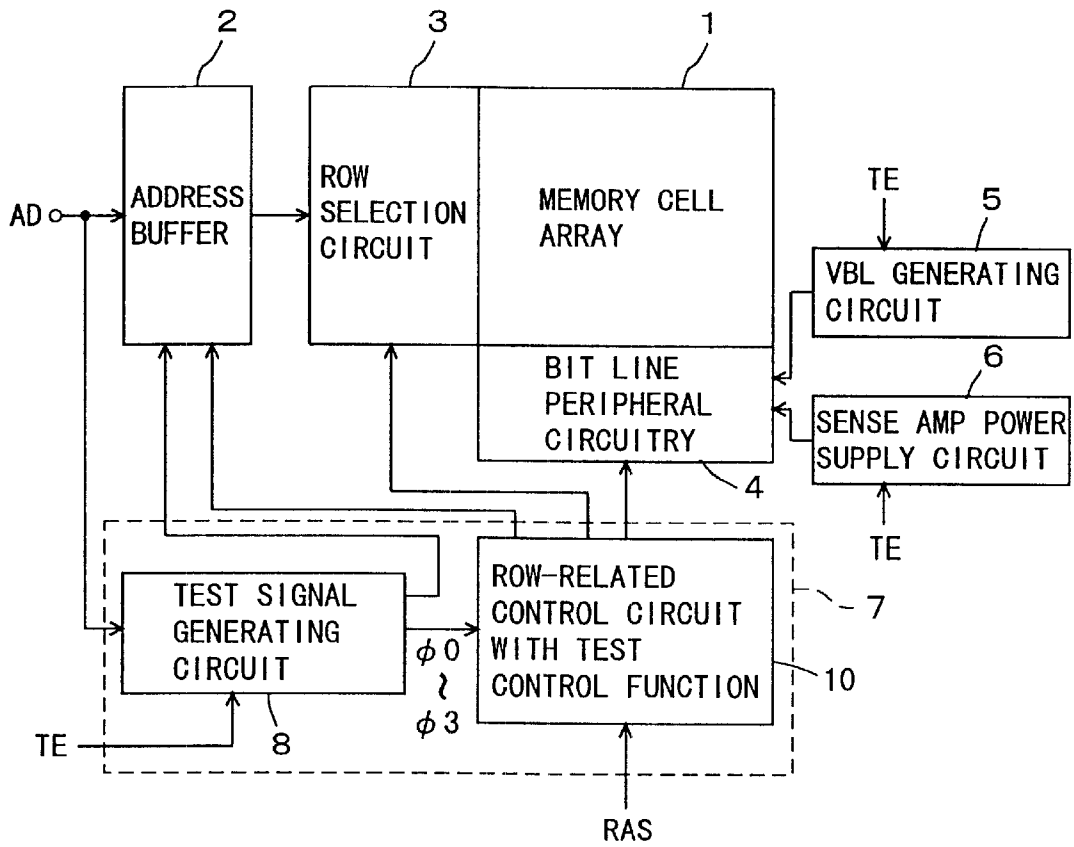 2
3
1
AD
ADDRESS
BUFFER
ROW
SELECTION
CIRCUIT
MEMORY CELL
ARRAY
TE
5
VBL GENERATING
CIRCUIT
BIT LINE
PERIPHERAL
CIRCUITRY
4
6
SENSE AMP POWER
SUPPLY CIRCUIT
TE
TEST SIGNAL
GENERATING
CIRCUIT
8
TE
φ0
~
φ3
ROW-RELATED
CONTROL CIRCUIT
WITH TEST
CONTROL FUNCTION
7
10
RAS